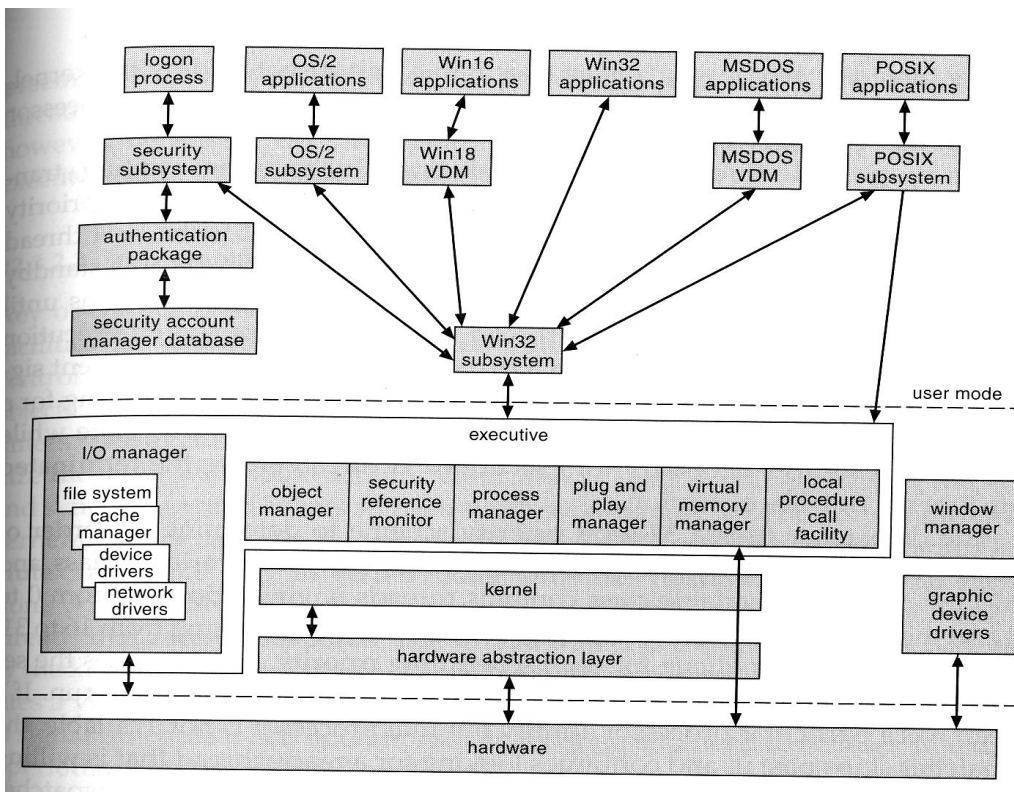 logon
process
OS/2
applications
Win16
applications
Win32
applications
MSDOS
applications
POSIX
applications
security
subsystem
OS/2
subsystem
Win18
VDM
MSDOS
VDM
POSIX
subsystem
authentication
package
security account
manager database
Win32
subsystem
user mode
executive
I/O manager
file system
cache
manager
device
drivers
network
drivers
object
manager
security
reference
monitor
process
manager
plug and
play
manager
virtual
memory
manager
local
procedure
call
facility
window
manager
kernel
hardware abstraction layer
graphic
device
drivers
hardware